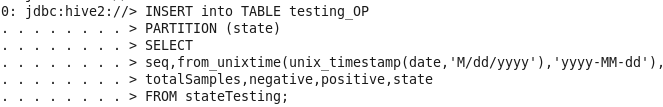 0: jdbc:hive2://> INSERT into TABLE testing_OP
. . . . . . . . > PARTITION (state)
. . . . . . . . > SELECT
. . . . . . . . > seq,from_unixtime(unix_timestamp(date,'M/dd/yyyy'),'yyyy-MM-dd'),
. . . . . . . . > totalSamples,negative,positive,state
. . . . . . . . > FROM stateTesting;